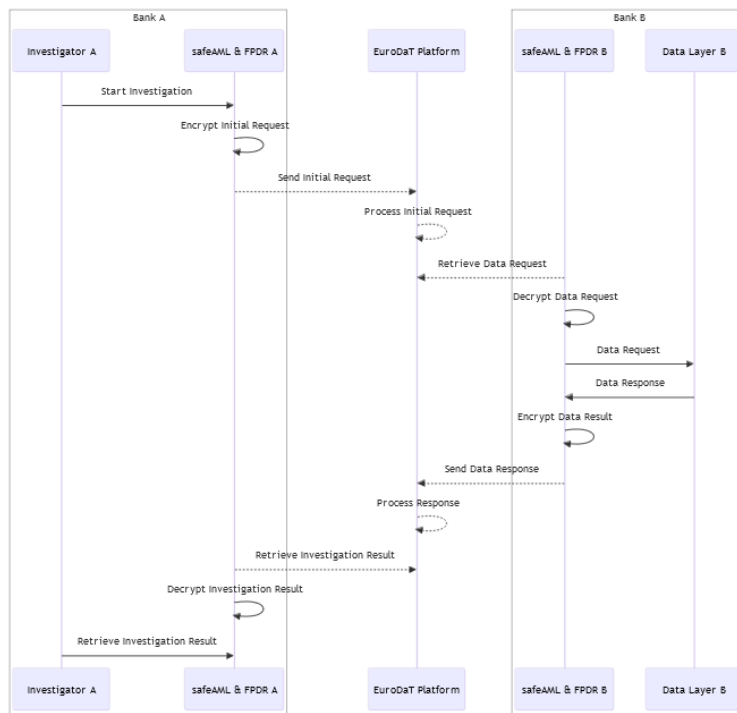 Bank A
Bank B
Investigator A
safeAML & FPDR A
EuroDaT Platform
safeAML & FPDR B
Data Layer B
Start Investigation
Encrypt Initial Request
Send Initial Request
Process Initial Request
Retrieve Data Request
Decrypt Data Request
Data Request
Data Response
Encrypt Data Result
Send Data Response
Process Response
Retrieve Investigation Result
Decrypt Investigation Result
Retrieve Investigation Result
Investigator A
safeAML & FPDR A
EuroDaT Platform
safeAML & FPDR B
Data Layer B